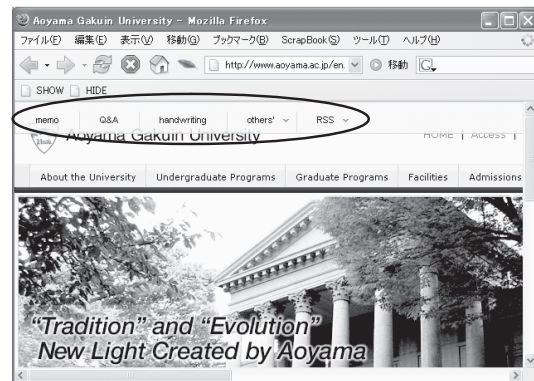 Aoyama Gakuin University - Mozilla Firefox
ファイル(F) 編集(E) 表示(V) 移動(G) ブックマーク(B) ScrapBook(S) ツール(T) ヘルプ(H)
http://www.aoyama.ac.jp/en. 移動 G
SHOW HIDE
memo Q&A handwriting others' RSS
Aoyama Gakuin University HOME | Access |
About the University Undergraduate Programs Graduate Programs Facilities Admissions
"Tradition" and "Evolution"
New Light Created by Aoyama